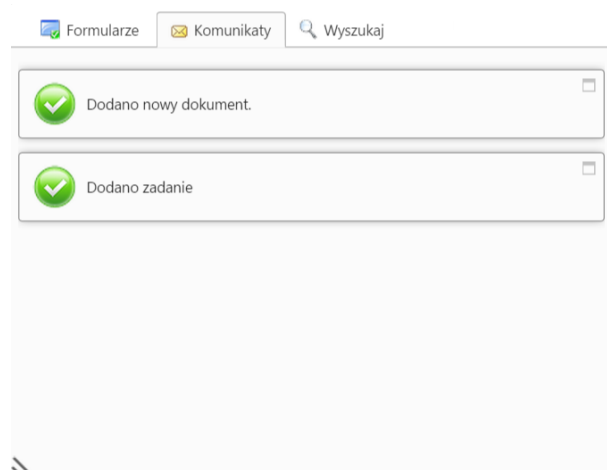 Formularze Komunikaty Wyszukaj
Dodano nowy dokument.
Dodano zadanie